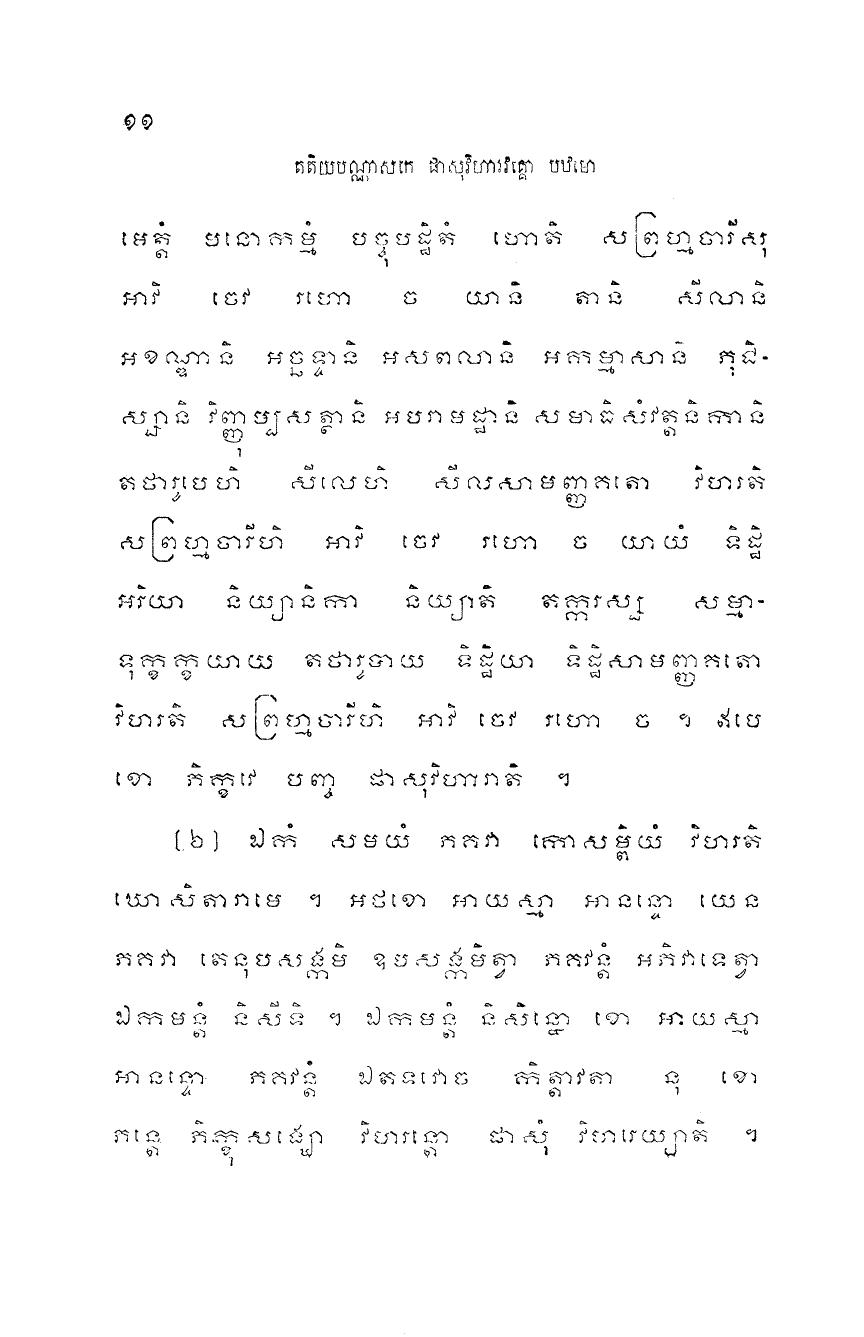 ១១
តតិយបណ្ណាសកេ ផាសុវិហារវគ្គោ បឋមោ
មេត្តំ មនោកម្មំ បច្ចុបដ្ឋិតំ ហោតិ សព្រហ្មចារីសុ
អាវិ ចេវ រហោ ច យានិ តានិ សីលានិ
អខណ្ឌានិ អច្ឆិទ្ទានិ អសពលានិ អកម្មាសានិ ភុជិ-
ស្សានិ វិញ្ញុប្បសត្ថានិ អបរាមដ្ឋានិ សមាធិសំវត្តនិកានិ
តថារូបេហិ សីលេហិ សីលសាមញ្ញគតោ វិហរតិ
សព្រហ្មចារីហិ អាវិ ចេវ រហោ ច យាយំ ទិដ្ឋិ
អរិយា និយ្យានិកា និយ្យាតិ តក្ករស្ស សម្មា-
ទុក្ខក្ខយាយ តថារូបាយ ទិដ្ឋិយា ទិដ្ឋិសាមញ្ញគតោ
វិហរតិ សព្រហ្មចារីហិ អាវិ ចេវ រហោ ច ។ ឥមេ
ខោ ភិក្ខវេ បញ្ច ផាសុវិហារាតិ ។
(៦) ឯកំ សមយំ ភគវា កោសម្ពិយំ វិហរតិ
ឃោសិតារាមេ ។ អថខោ អាយស្មា អានន្ទោ យេន
ភគវា តេនុបសង្កមិ ឧបសង្កមិត្វា ភគវន្តំ អភិវាទេត្វា
ឯកមន្តំ និសីទិ ។ ឯកមន្តំ និសិន្នោ ខោ អាយស្មា
អានន្ទោ ភគវន្តំ ឯតទវោច កិត្តាវតា នុ ខោ
ភន្តេ ភិក្ខុសង្ឃោ វិហរន្តោ ផាសុំ វិហរេយ្យាតិ ។